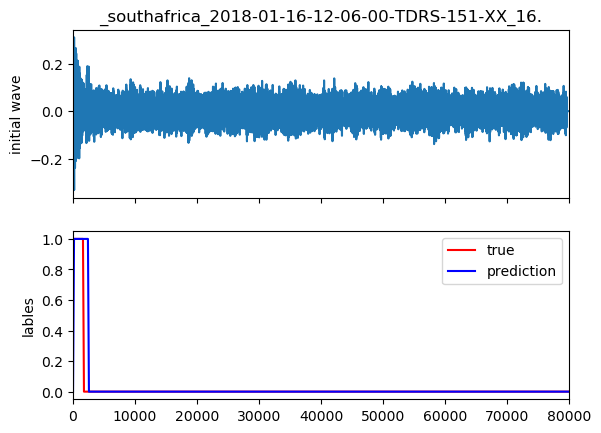 _southafrica_2018-01-16-12-06-00-TDRS-151-XX_16.
initial wave
0.2
0.0
−0.2
lables
1.0
0.8
0.6
0.4
0.2
0.0
true
prediction
0 10000 20000 30000 40000 50000 60000 70000 80000